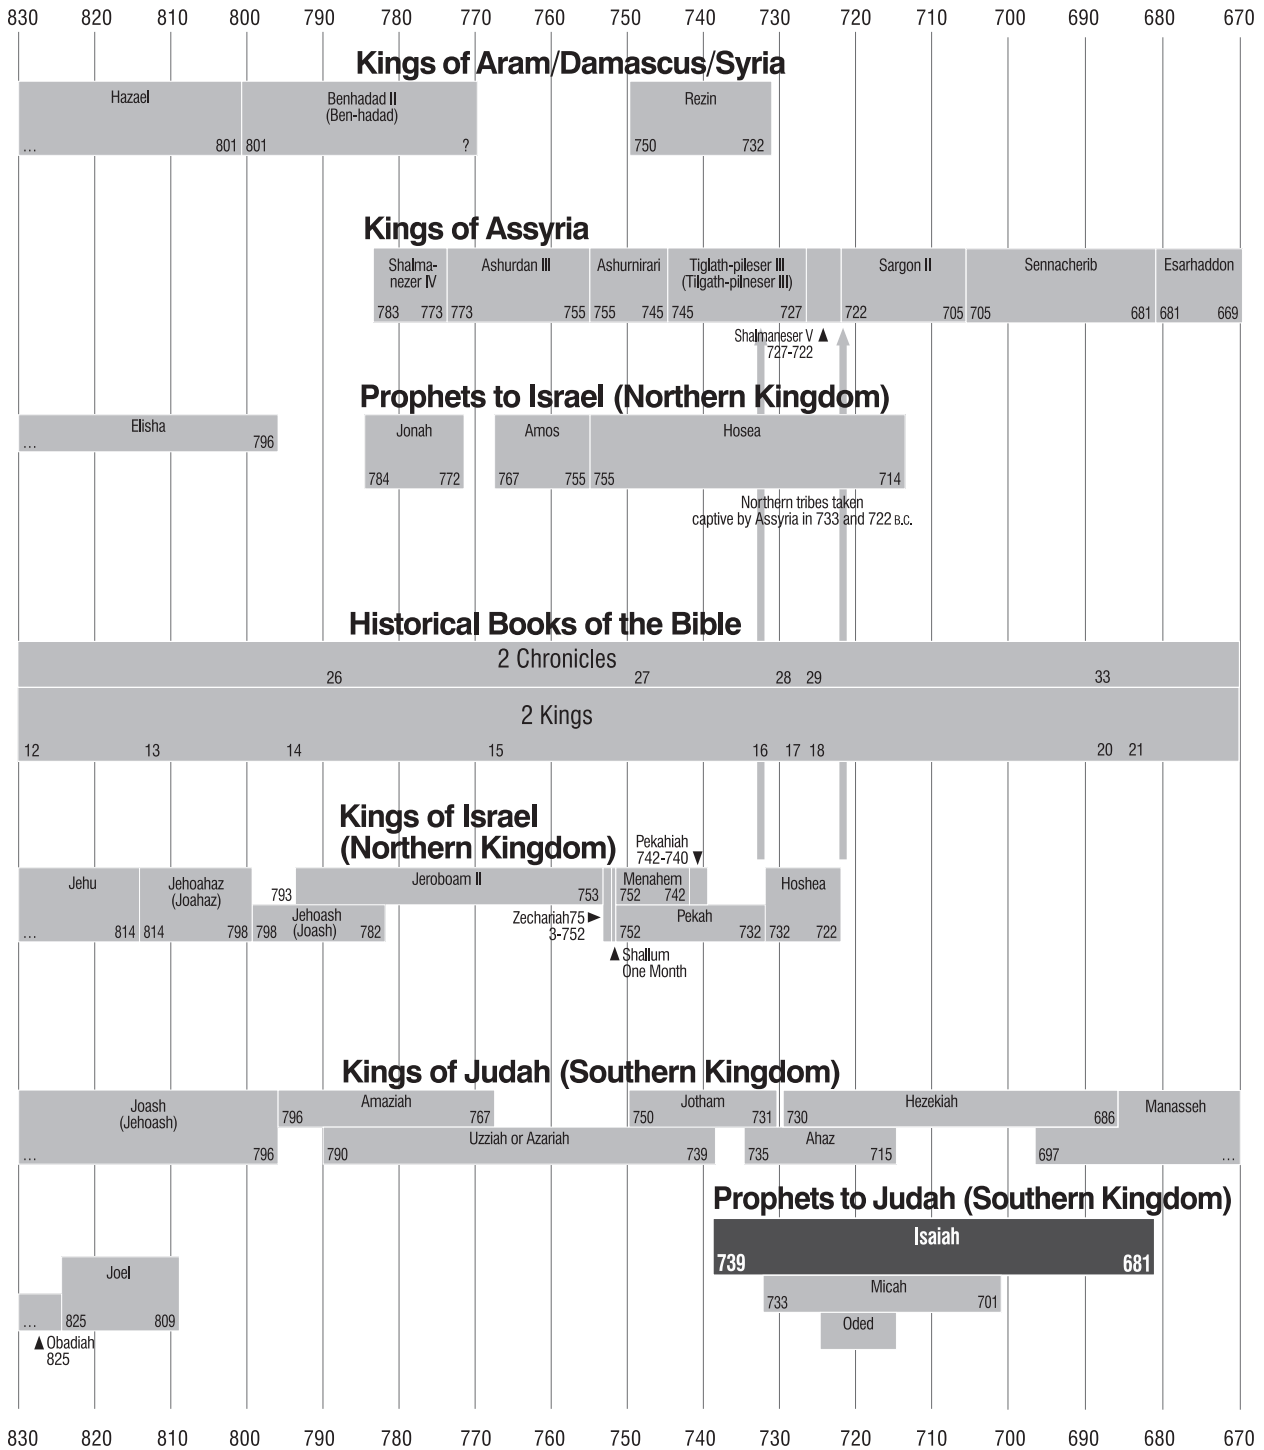 830 820 810 800 790 780 770 760 750 740 730 720 710 700 690 680 670
Kings of Aram/Damascus/Syria
Hazael
... 801
Benhadad II
(Ben-hadad)
801 ?
Rezin
750 732
Kings of Assyria
Shalma-
nezer IV
783 773
Ashurdan III
773 755
Ashurnirari
755 745
Tiglath-pileser III
(Tilgath-pilneser III)
745 727
Sargon II
722 705
Sennacherib
705 681
Esarhaddon
681 669
Shalmaneser V ▲
727-722
Prophets to Israel (Northern Kingdom)
Elisha
... 796
Jonah
784 772
Amos
767 755
Hosea
755 714
Northern tribes taken
captive by Assyria in 733 and 722 B.C.
Historical Books of the Bible
2 Chronicles
26 27 28 29 33
2 Kings
12 13 14 15 16 17 18 20 21
Kings of Israel
(Northern Kingdom)
Pekahiah
742-740 ▼
Jehu
... 814
Jehoahaz
(Joahaz)
814 798
Jeroboam II
793 753
Jehoash
(Joash)
798 782
Zechariah75 ►
3-752
▲ Shallum
One Month
Menahem
752 742
Pekah
752 732
Hoshea
732 722
Kings of Judah (Southern Kingdom)
Joash
(Jehoash)
... 796
Amaziah
796 767
Uzziah or Azariah
790 739
Jotham
750 731
Ahaz
735 715
Hezekiah
730 686
Manasseh
697 ...
Prophets to Judah (Southern Kingdom)
Isaiah
739 681
Joel
825 809
...
▲ Obadiah
825
Micah
733 701
Oded
830 820 810 800 790 780 770 760 750 740 730 720 710 700 690 680 670